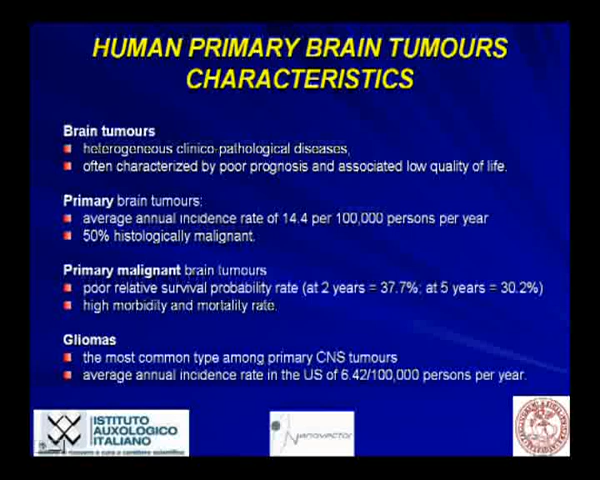 HUMAN PRIMARY BRAIN TUMOURS
CHARACTERISTICS
Brain tumours
heterogeneous clinico-pathological diseases,
often characterized by poor prognosis and associated low quality of life.
Primary brain tumours:
average annual incidence rate of 14.4 per 100,000 persons per year
50% histologically malignant.
Primary malignant brain tumours
poor relative survival probability rate (at 2 years = 37.7%; at 5 years = 30.2%)
high morbidity and mortality rate.
Gliomas
the most common type among primary CNS tumours
average annual incidence rate in the US of 6.42/100,000 persons per year.
ISTITUTO
AUXOLOGICO
ITALIANO
Nanovector